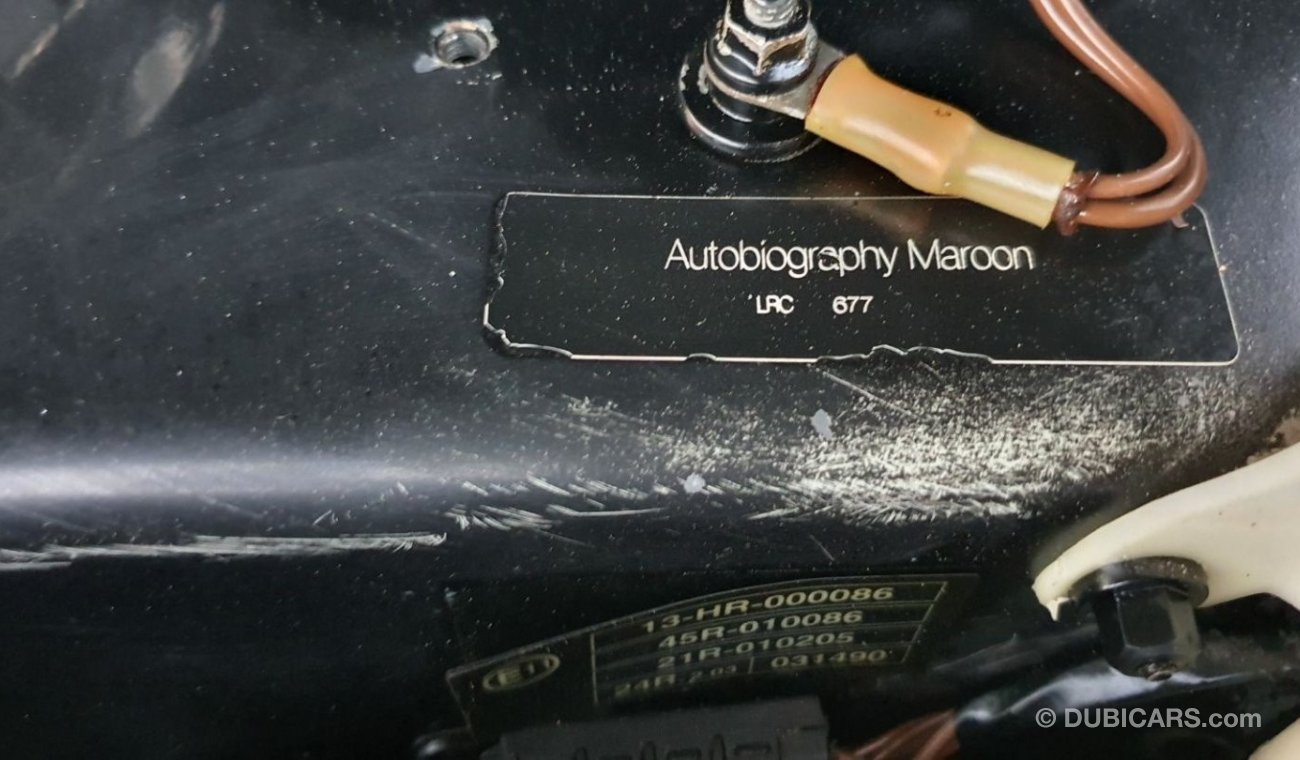 Autobiography Maroon
LRC 677
13-HR-000086
45R-010086
21R-010205
E11
24R-2.03 031490
© DUBICARS.com